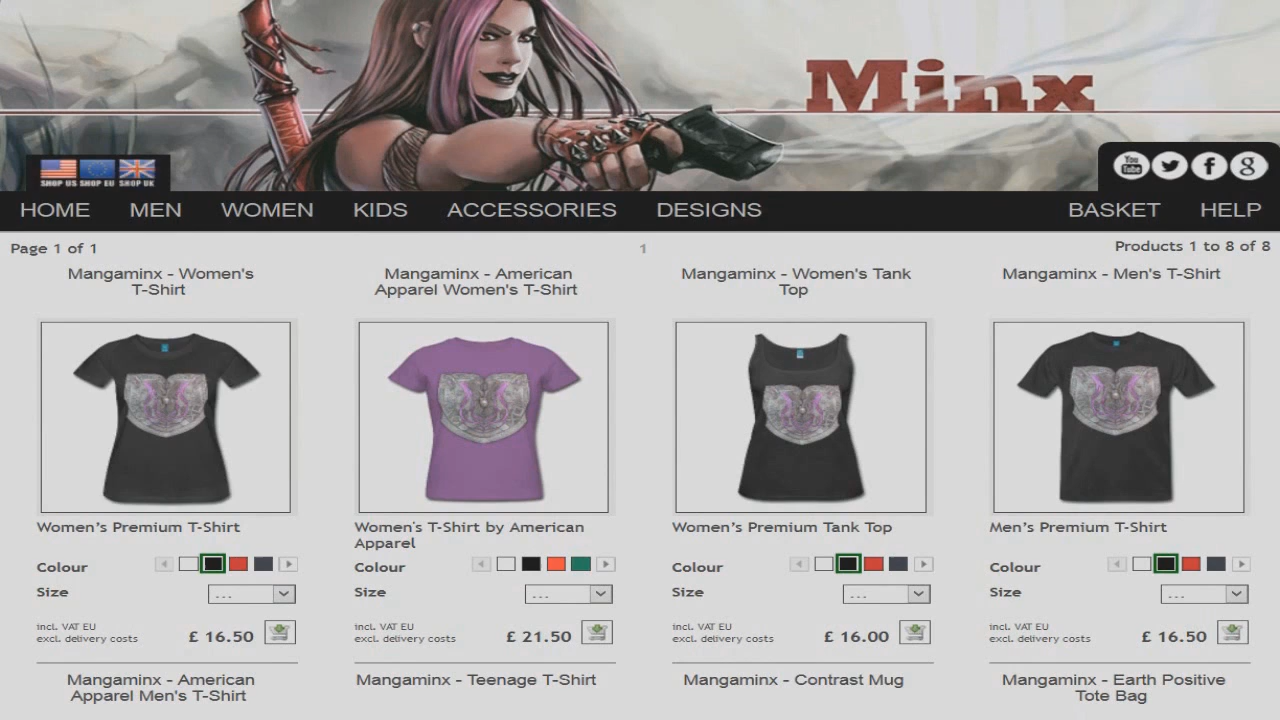 Minx
SHOP US SHOP EU SHOP UK
You Tube
HOME MEN WOMEN KIDS ACCESSORIES DESIGNS BASKET HELP
Page 1 of 1 1 Products 1 to 8 of 8
Mangaminx - Women's
T-Shirt
Mangaminx - American
Apparel Women's T-Shirt
Mangaminx - Women's Tank
Top
Mangaminx - Men's T-Shirt
Women’s Premium T-Shirt
Colour
Size ...
incl. VAT EU
excl. delivery costs £ 16.50
Women's T-Shirt by American
Apparel
Colour
Size ...
incl. VAT EU
excl. delivery costs £ 21.50
Women’s Premium Tank Top
Colour
Size ...
incl. VAT EU
excl. delivery costs £ 16.00
Men’s Premium T-Shirt
Colour
Size ...
incl. VAT EU
excl. delivery costs £ 16.50
Mangaminx - American
Apparel Men's T-Shirt
Mangaminx - Teenage T-Shirt
Mangaminx - Contrast Mug
Mangaminx - Earth Positive
Tote Bag